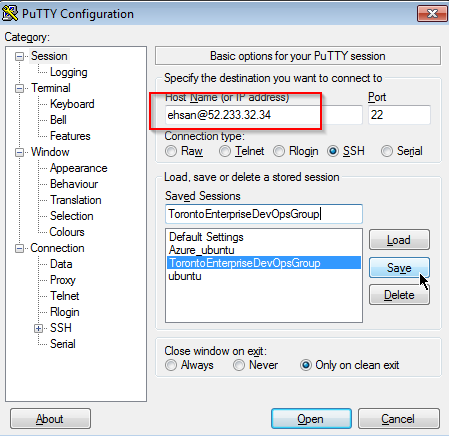 PuTTY Configuration
Category:
Session
Logging
Terminal
Keyboard
Bell
Features
Window
Appearance
Behaviour
Translation
Selection
Colours
Connection
Data
Proxy
Telnet
Rlogin
SSH
Serial
Basic options for your PuTTY session
Specify the destination you want to connect to
Host Name (or IP address) Port
ehsan@52.233.32.34 22
Connection type:
Raw Telnet Rlogin SSH Serial
Load, save or delete a stored session
Saved Sessions
TorontoEnterpriseDevOpsGroup
Default Settings
Azure_ubuntu
TorontoEnterpriseDevOpsGroup
ubuntu
Load
Save
Delete
Close window on exit:
Always Never Only on clean exit
About Open Cancel